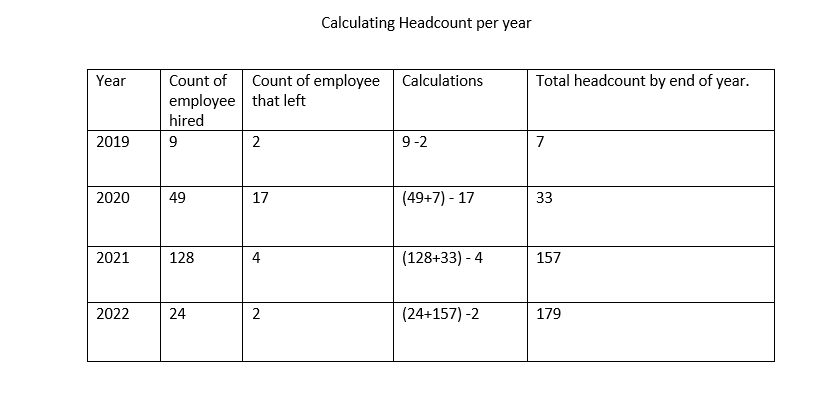 Calculating Headcount per year
Year Count of employee hired Count of employee that left Calculations Total headcount by end of year.
2019 9 2 9 -2 7
2020 49 17 (49+7) - 17 33
2021 128 4 (128+33) - 4 157
2022 24 2 (24+157) -2 179